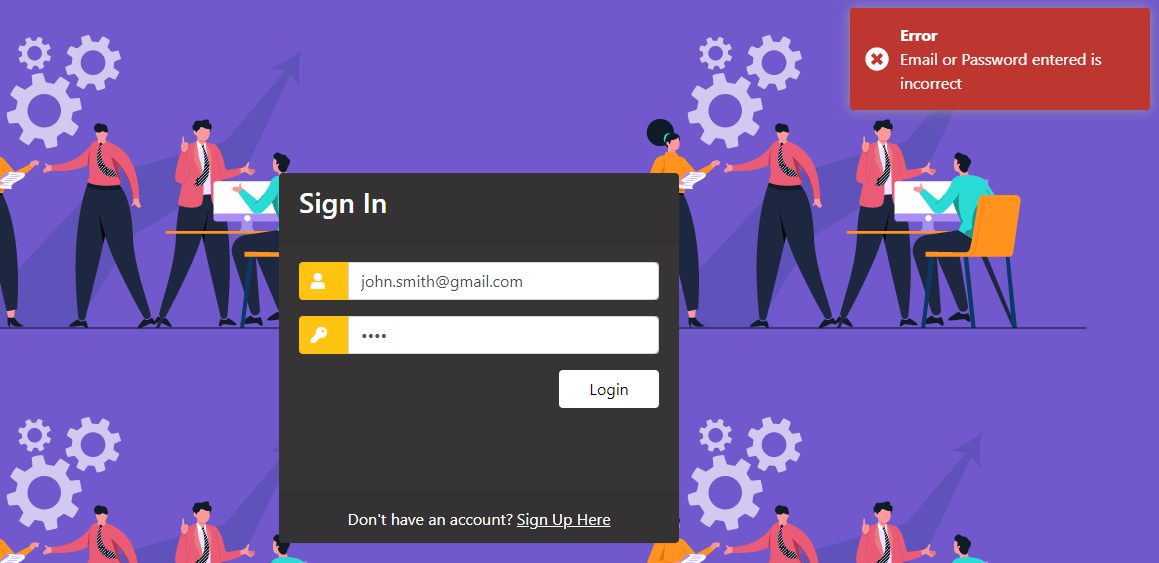 Error
Email or Password entered is
incorrect
Sign In
john.smith@gmail.com
••••
Login
Don't have an account? Sign Up Here